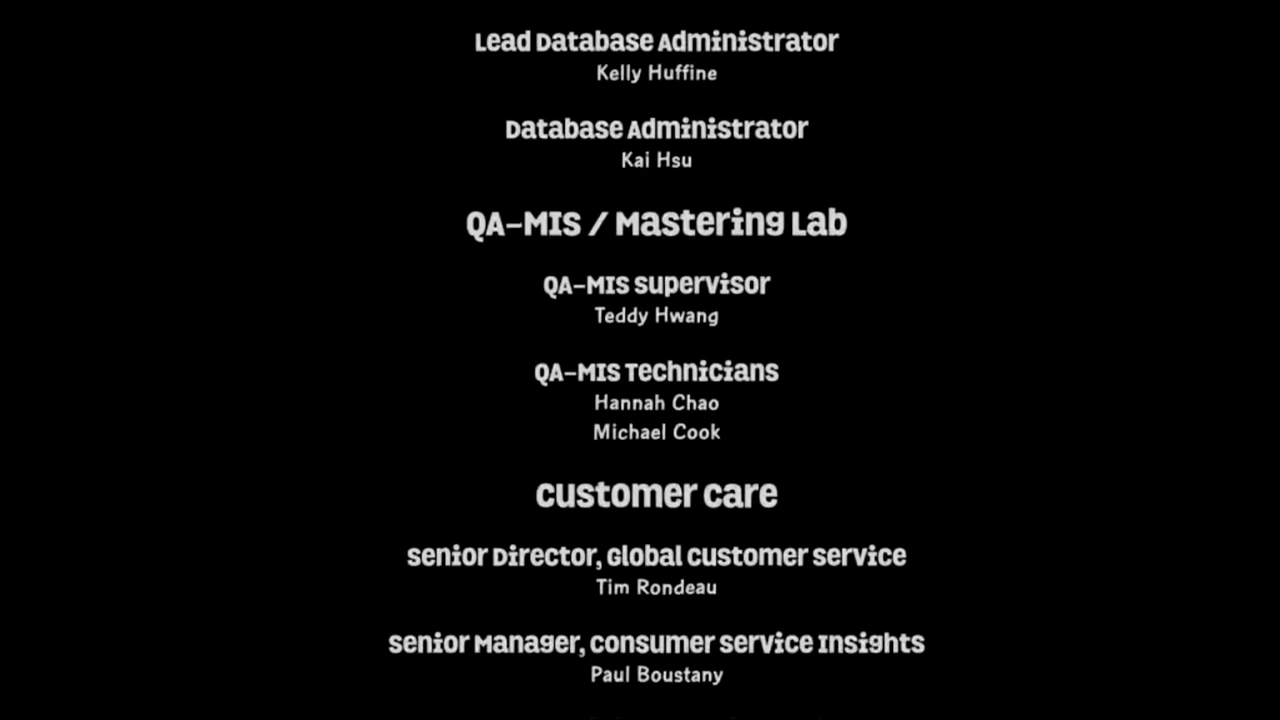 Lead Database Administrator
Kelly Huffine
Database Administrator
Kai Hsu
QA-MIS / Mastering Lab
QA-MIS Supervisor
Teddy Hwang
QA-MIS Technicians
Hannah Chao
Michael Cook
Customer Care
Senior Director, Global Customer Service
Tim Rondeau
Senior Manager, Consumer Service Insights
Paul Boustany